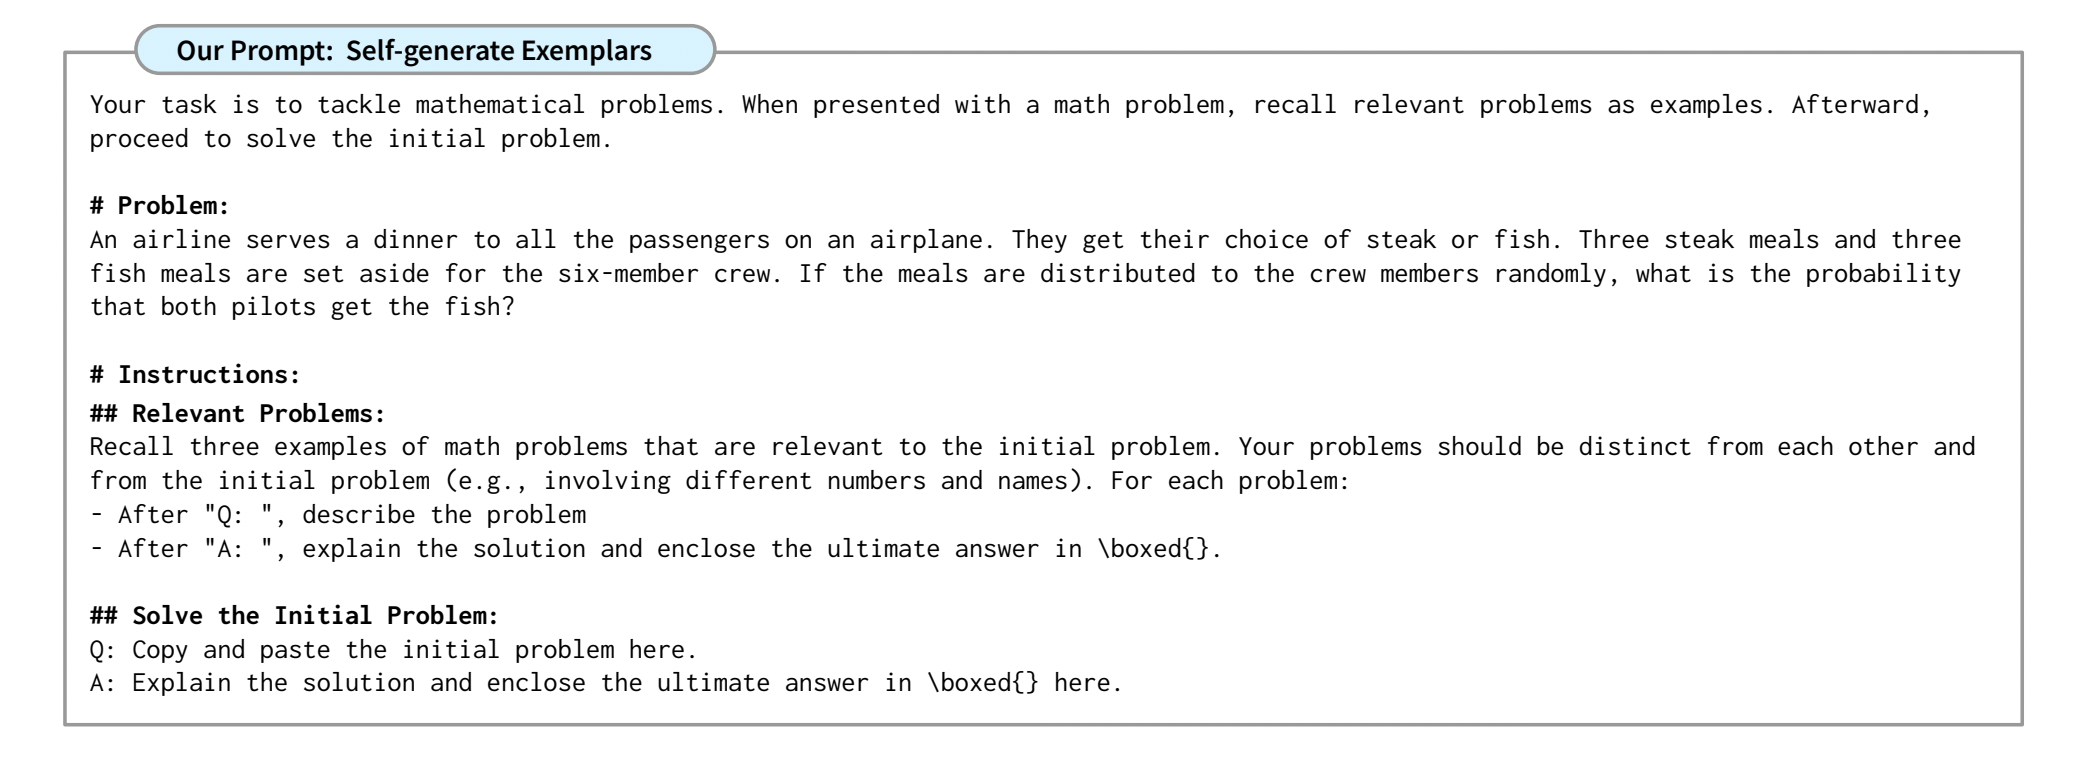 Our Prompt: Self-generate Exemplars
Your task is to tackle mathematical problems. When presented with a math problem, recall relevant problems as examples. Afterward,
proceed to solve the initial problem.
# Problem:
An airline serves a dinner to all the passengers on an airplane. They get their choice of steak or fish. Three steak meals and three
fish meals are set aside for the six-member crew. If the meals are distributed to the crew members randomly, what is the probability
that both pilots get the fish?
# Instructions:
## Relevant Problems:
Recall three examples of math problems that are relevant to the initial problem. Your problems should be distinct from each other and
from the initial problem (e.g., involving different numbers and names). For each problem:
- After "Q: ", describe the problem
- After "A: ", explain the solution and enclose the ultimate answer in \boxed{}.
## Solve the Initial Problem:
Q: Copy and paste the initial problem here.
A: Explain the solution and enclose the ultimate answer in \boxed{} here.